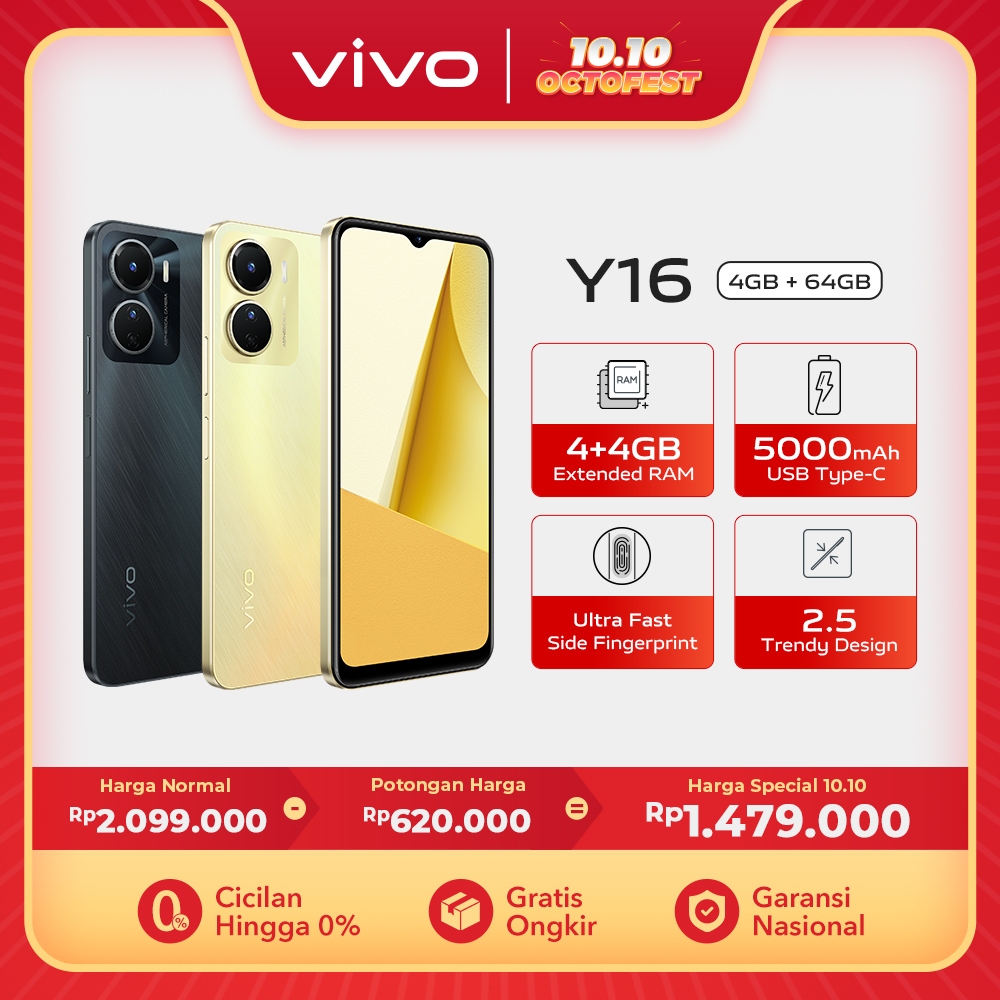 vivo
10.10
OCTOFEST
Y16
4GB + 64GB
RAM
4+4GB
Extended RAM
5000mAh
USB Type-C
Ultra Fast
Side Fingerprint
2.5
Trendy Design
vivo
vivo
Harga Normal
Rp2.099.000
-
Potongan Harga
Rp620.000
=
Harga Special 10.10
Rp1.479.000
0%
Cicilan
Hingga 0%
Gratis
Ongkir
Garansi
Nasional